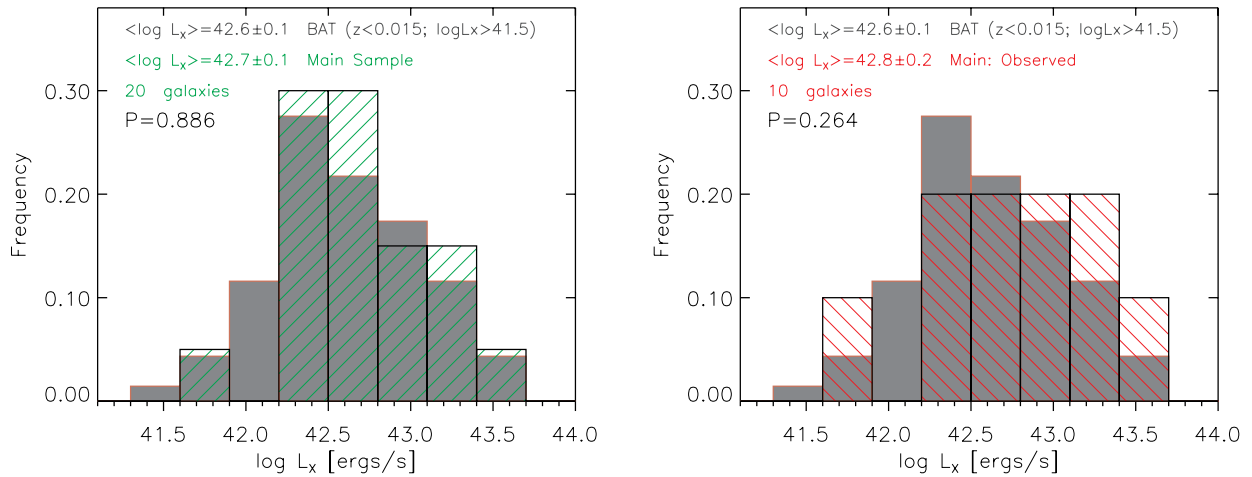 <log Lx>=42.6±0.1 BAT (z<0.015; logLx>41.5)
<log Lx>=42.7±0.1 Main Sample
20 galaxies
P=0.886
0.30
0.20
0.10
0.00
Frequency
41.5 42.0 42.5 43.0 43.5 44.0
log Lx [ergs/s]
<log Lx>=42.6±0.1 BAT (z<0.015; logLx>41.5)
<log Lx>=42.8±0.2 Main: Observed
10 galaxies
P=0.264
0.30
0.20
0.10
0.00
Frequency
41.5 42.0 42.5 43.0 43.5 44.0
log Lx [ergs/s]